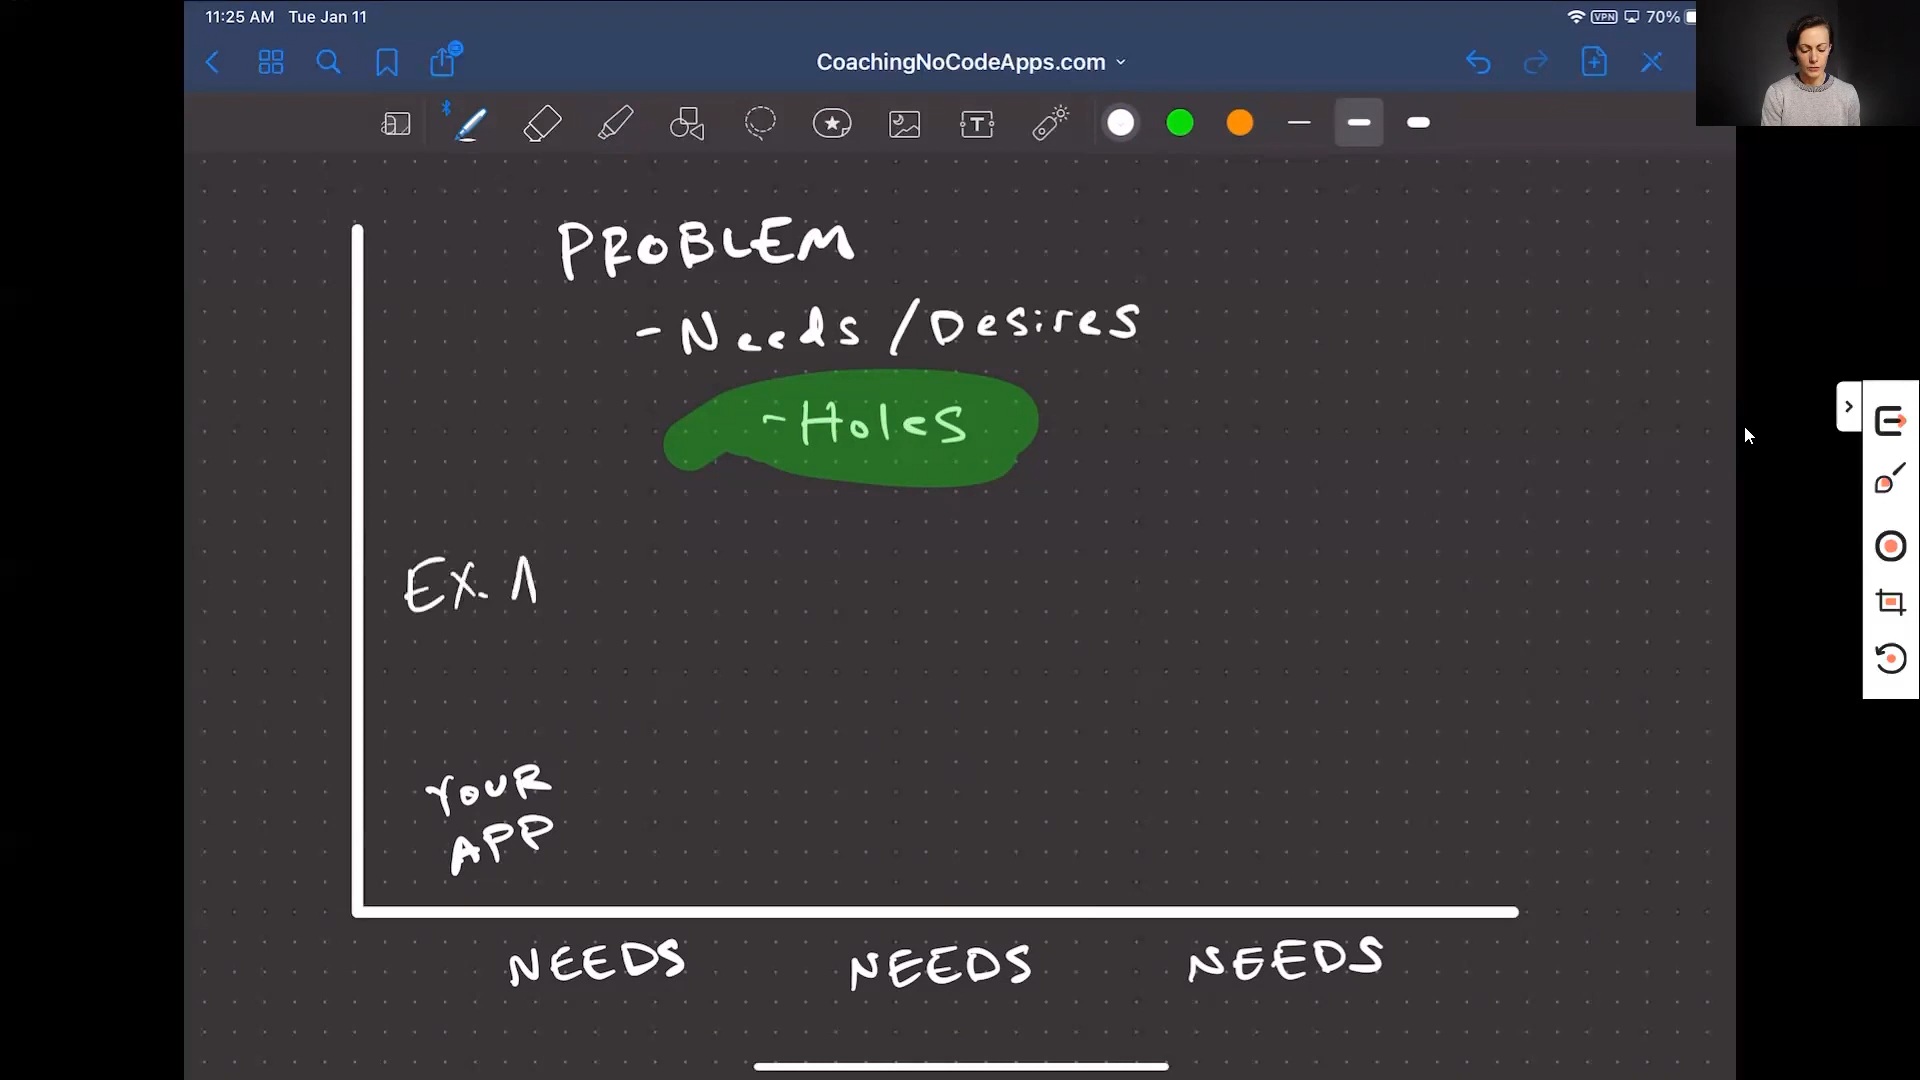 11:25 AM Tue Jan 11
VPN 70%
CoachingNoCodeApps.com
T
PROBLEM
- Needs / Desires
- Holes
EX. 1
YOUR
APP
NEEDS NEEDS NEEDS